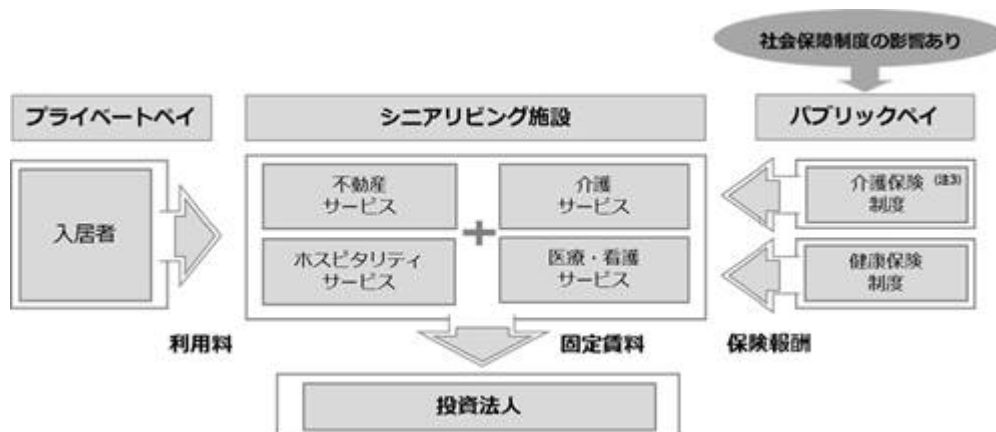 社会保障制度の影響あり
プライベートペイ
シニアリビング施設
パブリックペイ
入居者
不動産
サービス
介護
サービス
ホスピタリティ
サービス
医療・看護
サービス
介護保険 (注3)
制度
健康保険
制度
利用料
固定賃料
保険報酬
投資法人